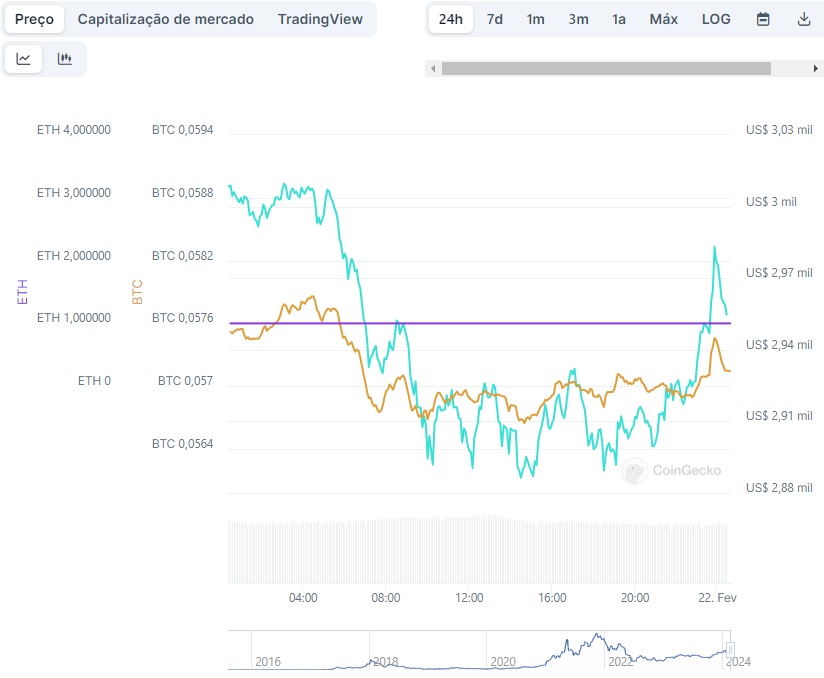 Preço Capitalização de mercado TradingView 24h 7d 1m 3m 1a Máx LOG
ETH 4,000000 BTC 0,0594 US$ 3,03 mil
ETH 3,000000 BTC 0,0588 US$ 3 mil
ETH 2,000000 BTC 0,0582 US$ 2,97 mil
ETH BTC
ETH 1,000000 BTC 0,0576 US$ 2,94 mil
ETH 0 BTC 0,057 US$ 2,91 mil
BTC 0,0564 US$ 2,88 mil
CoinGecko
04:00 08:00 12:00 16:00 20:00 22. Fev
2016 2018 2020 2022 2024